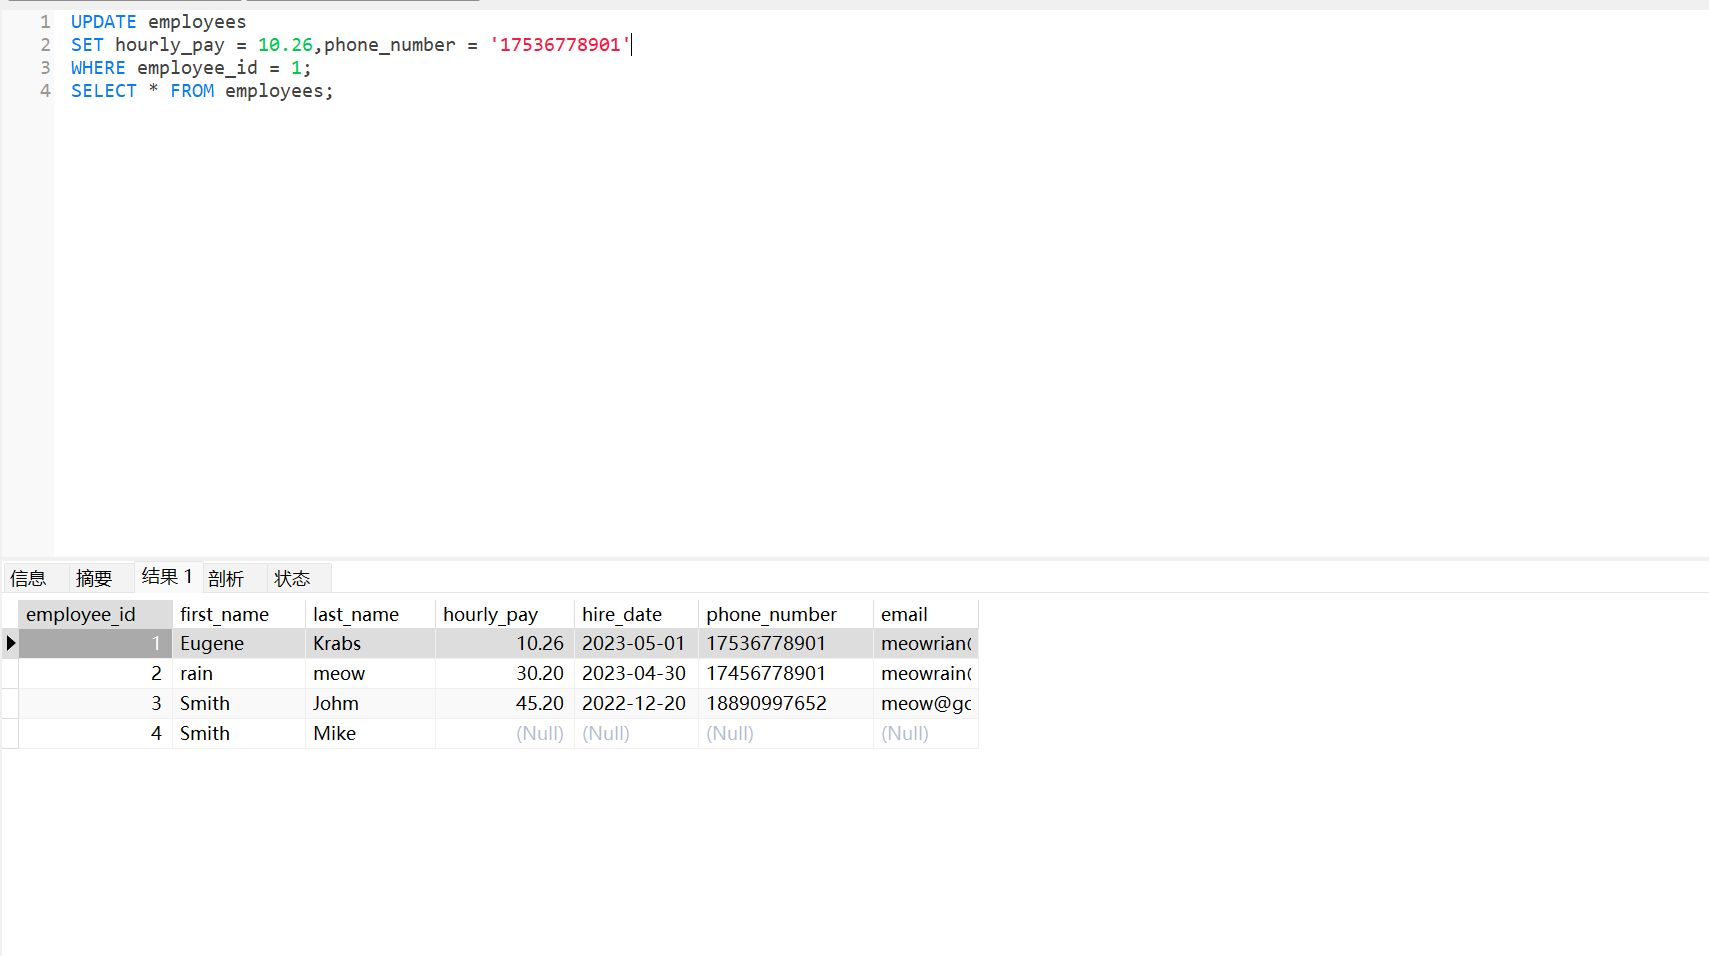 1 UPDATE employees
2 SET hourly_pay = 10.26,phone_number = '17536778901'
3 WHERE employee_id = 1;
4 SELECT * FROM employees;
信息 摘要 结果 1 剖析 状态
employee_id first_name last_name hourly_pay hire_date phone_number email
1 Eugene Krabs 10.26 2023-05-01 17536778901 meowrian
2 rain meow 30.20 2023-04-30 17456778901 meowrain
3 Smith Johm 45.20 2022-12-20 18890997652 meow@gc
4 Smith Mike (Null) (Null) (Null) (Null)